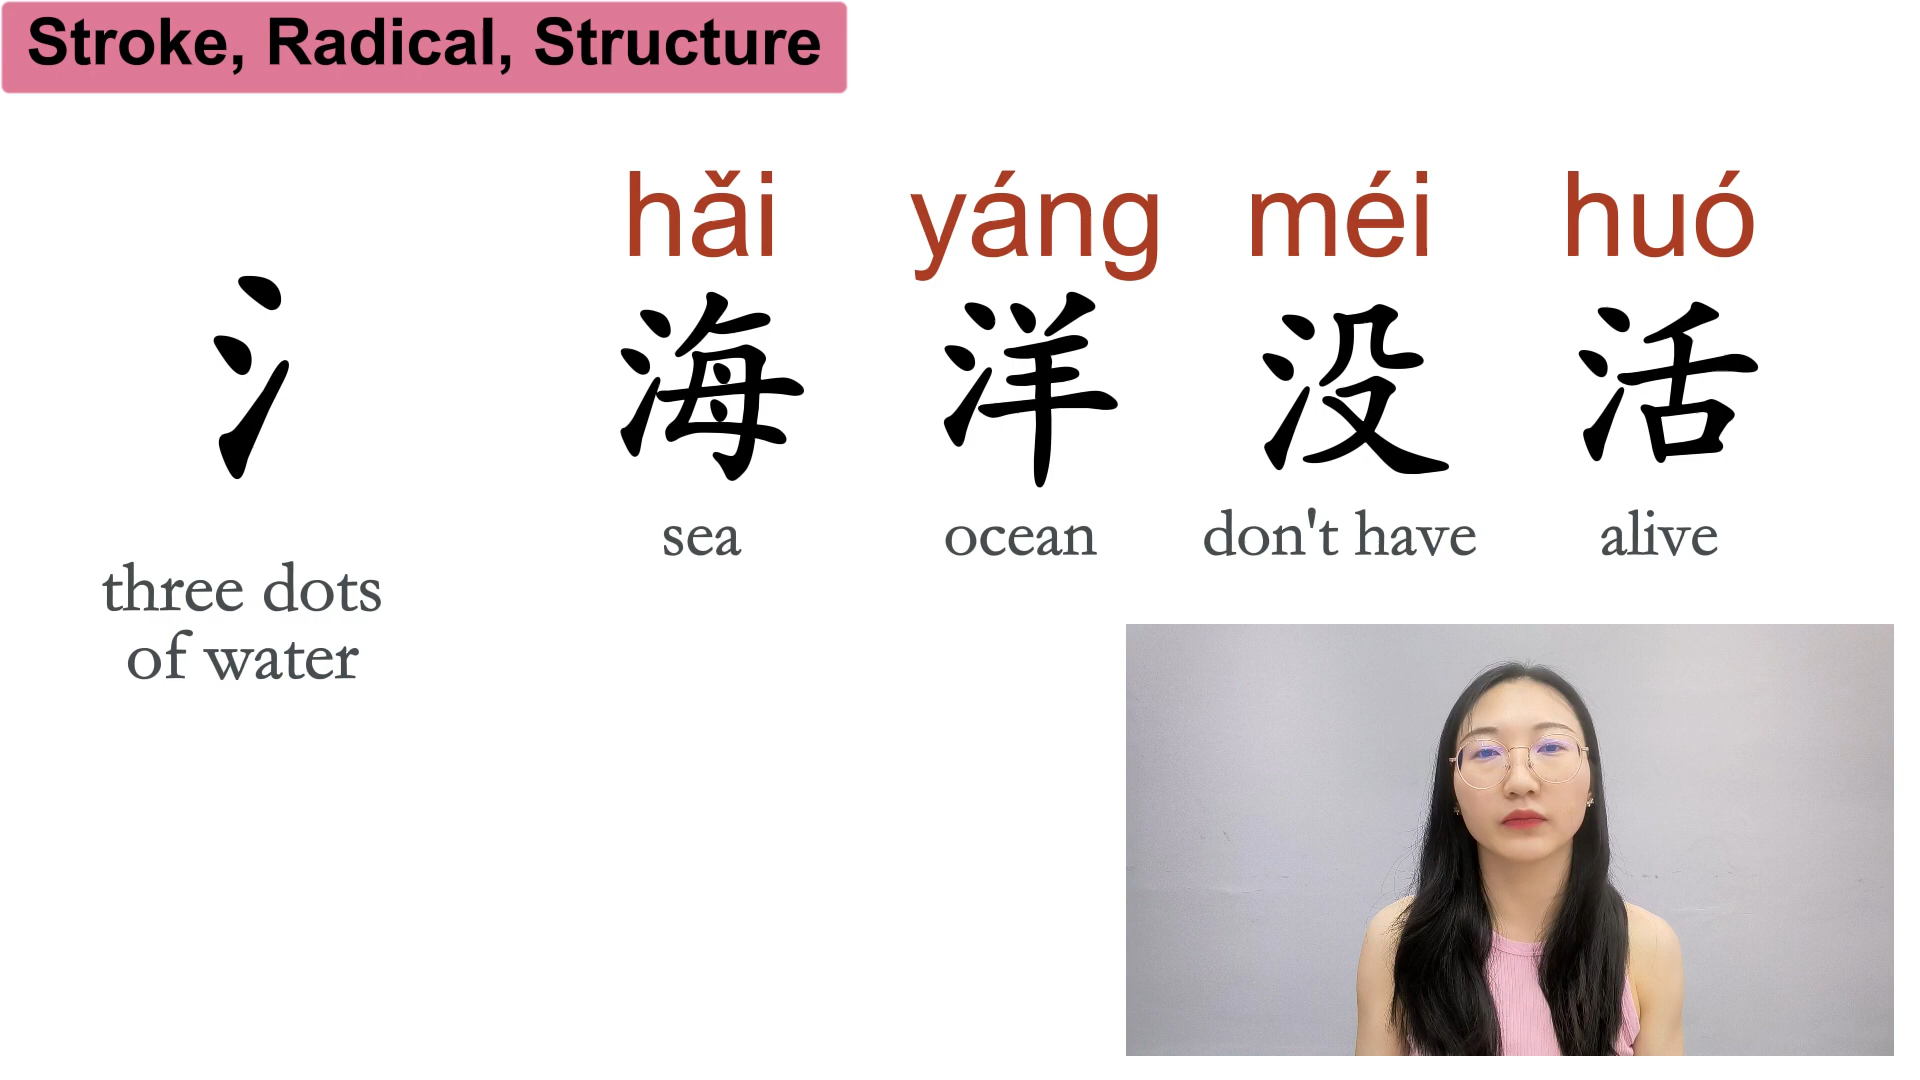 Stroke, Radical, Structure
hǎi yáng méi huó
氵 海 洋 没 活
sea ocean don't have alive
three dots
of water